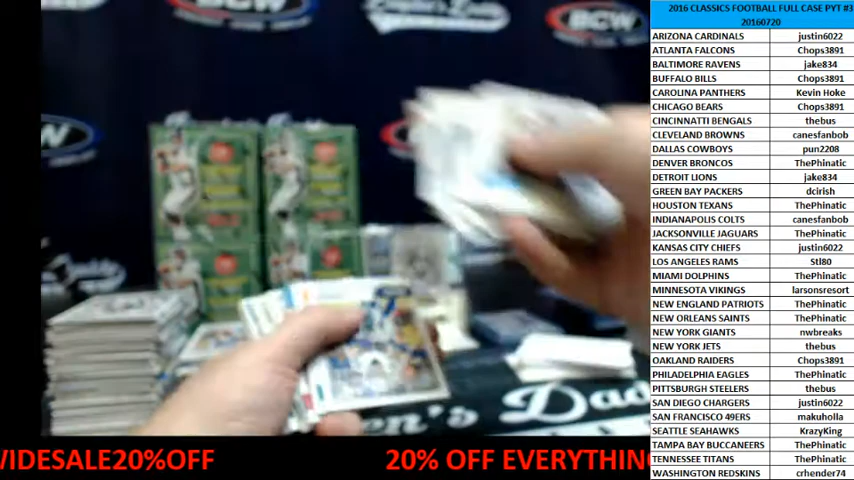 2016 CLASSICS FOOTBALL FULL CASE PYT #3
20160720
ARIZONA CARDINALS justin6022
ATLANTA FALCONS Chops3891
BALTIMORE RAVENS jake834
BUFFALO BILLS Chops3891
CAROLINA PANTHERS Kevin Hoke
CHICAGO BEARS Chops3891
CINCINNATI BENGALS thebus
CLEVELAND BROWNS canesfanbob
DALLAS COWBOYS pun2208
DENVER BRONCOS ThePhinatic
DETROIT LIONS jake834
GREEN BAY PACKERS dcirish
HOUSTON TEXANS ThePhinatic
INDIANAPOLIS COLTS canesfanbob
JACKSONVILLE JAGUARS ThePhinatic
KANSAS CITY CHIEFS justin6022
LOS ANGELES RAMS Stl80
MIAMI DOLPHINS ThePhinatic
MINNESOTA VIKINGS larsonsresort
NEW ENGLAND PATRIOTS ThePhinatic
NEW ORLEANS SAINTS ThePhinatic
NEW YORK GIANTS nwbreaks
NEW YORK JETS thebus
OAKLAND RAIDERS Chops3891
PHILADELPHIA EAGLES ThePhinatic
PITTSBURGH STEELERS thebus
SAN DIEGO CHARGERS justin6022
SAN FRANCISCO 49ERS makuholla
SEATTLE SEAHAWKS KrazyKing
TAMPA BAY BUCCANEERS ThePhinatic
TENNESSEE TITANS ThePhinatic
WASHINGTON REDSKINS crhender74
BCW
en's Dad
VIDESALE20%OFF 20% OFF EVERYTHIN